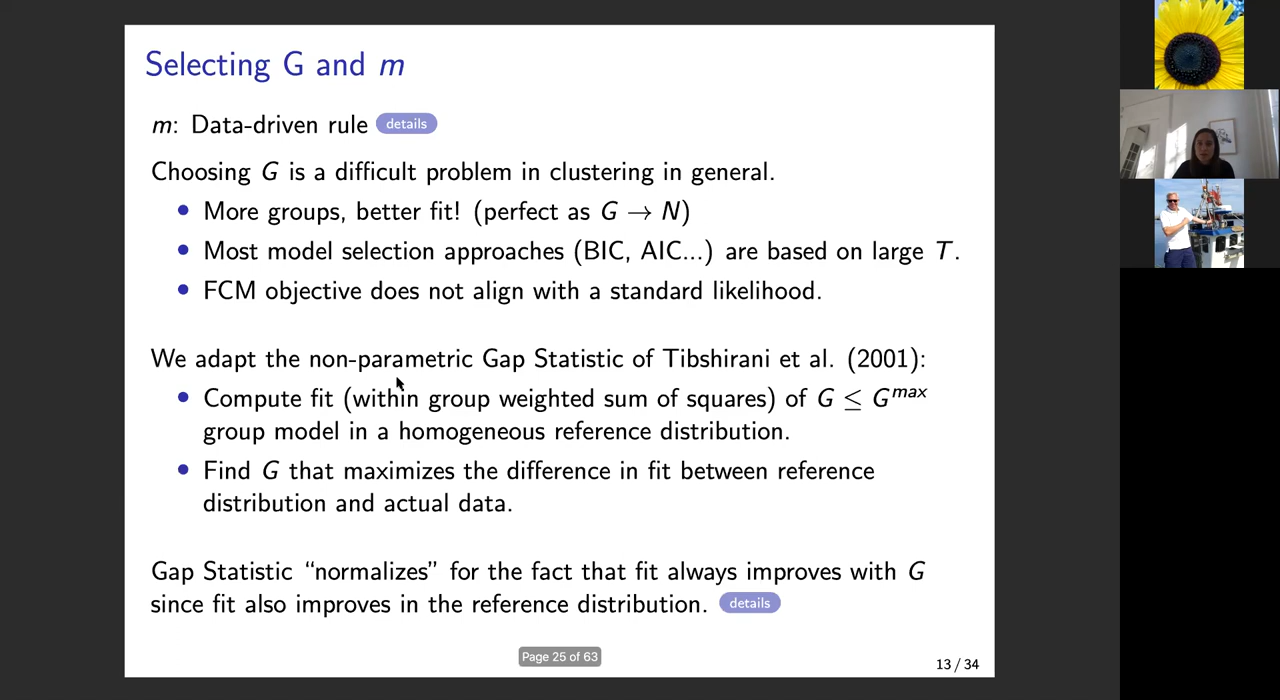 Selecting G and m
m: Data-driven rule details
Choosing G is a difficult problem in clustering in general.
• More groups, better fit! (perfect as G → N)
• Most model selection approaches (BIC, AIC...) are based on large T.
• FCM objective does not align with a standard likelihood.
We adapt the non-parametric Gap Statistic of Tibshirani et al. (2001):
• Compute fit (within group weighted sum of squares) of G ≤ G^max
group model in a homogeneous reference distribution.
• Find G that maximizes the difference in fit between reference
distribution and actual data.
Gap Statistic “normalizes” for the fact that fit always improves with G
since fit also improves in the reference distribution. details
Page 25 of 63
13 / 34